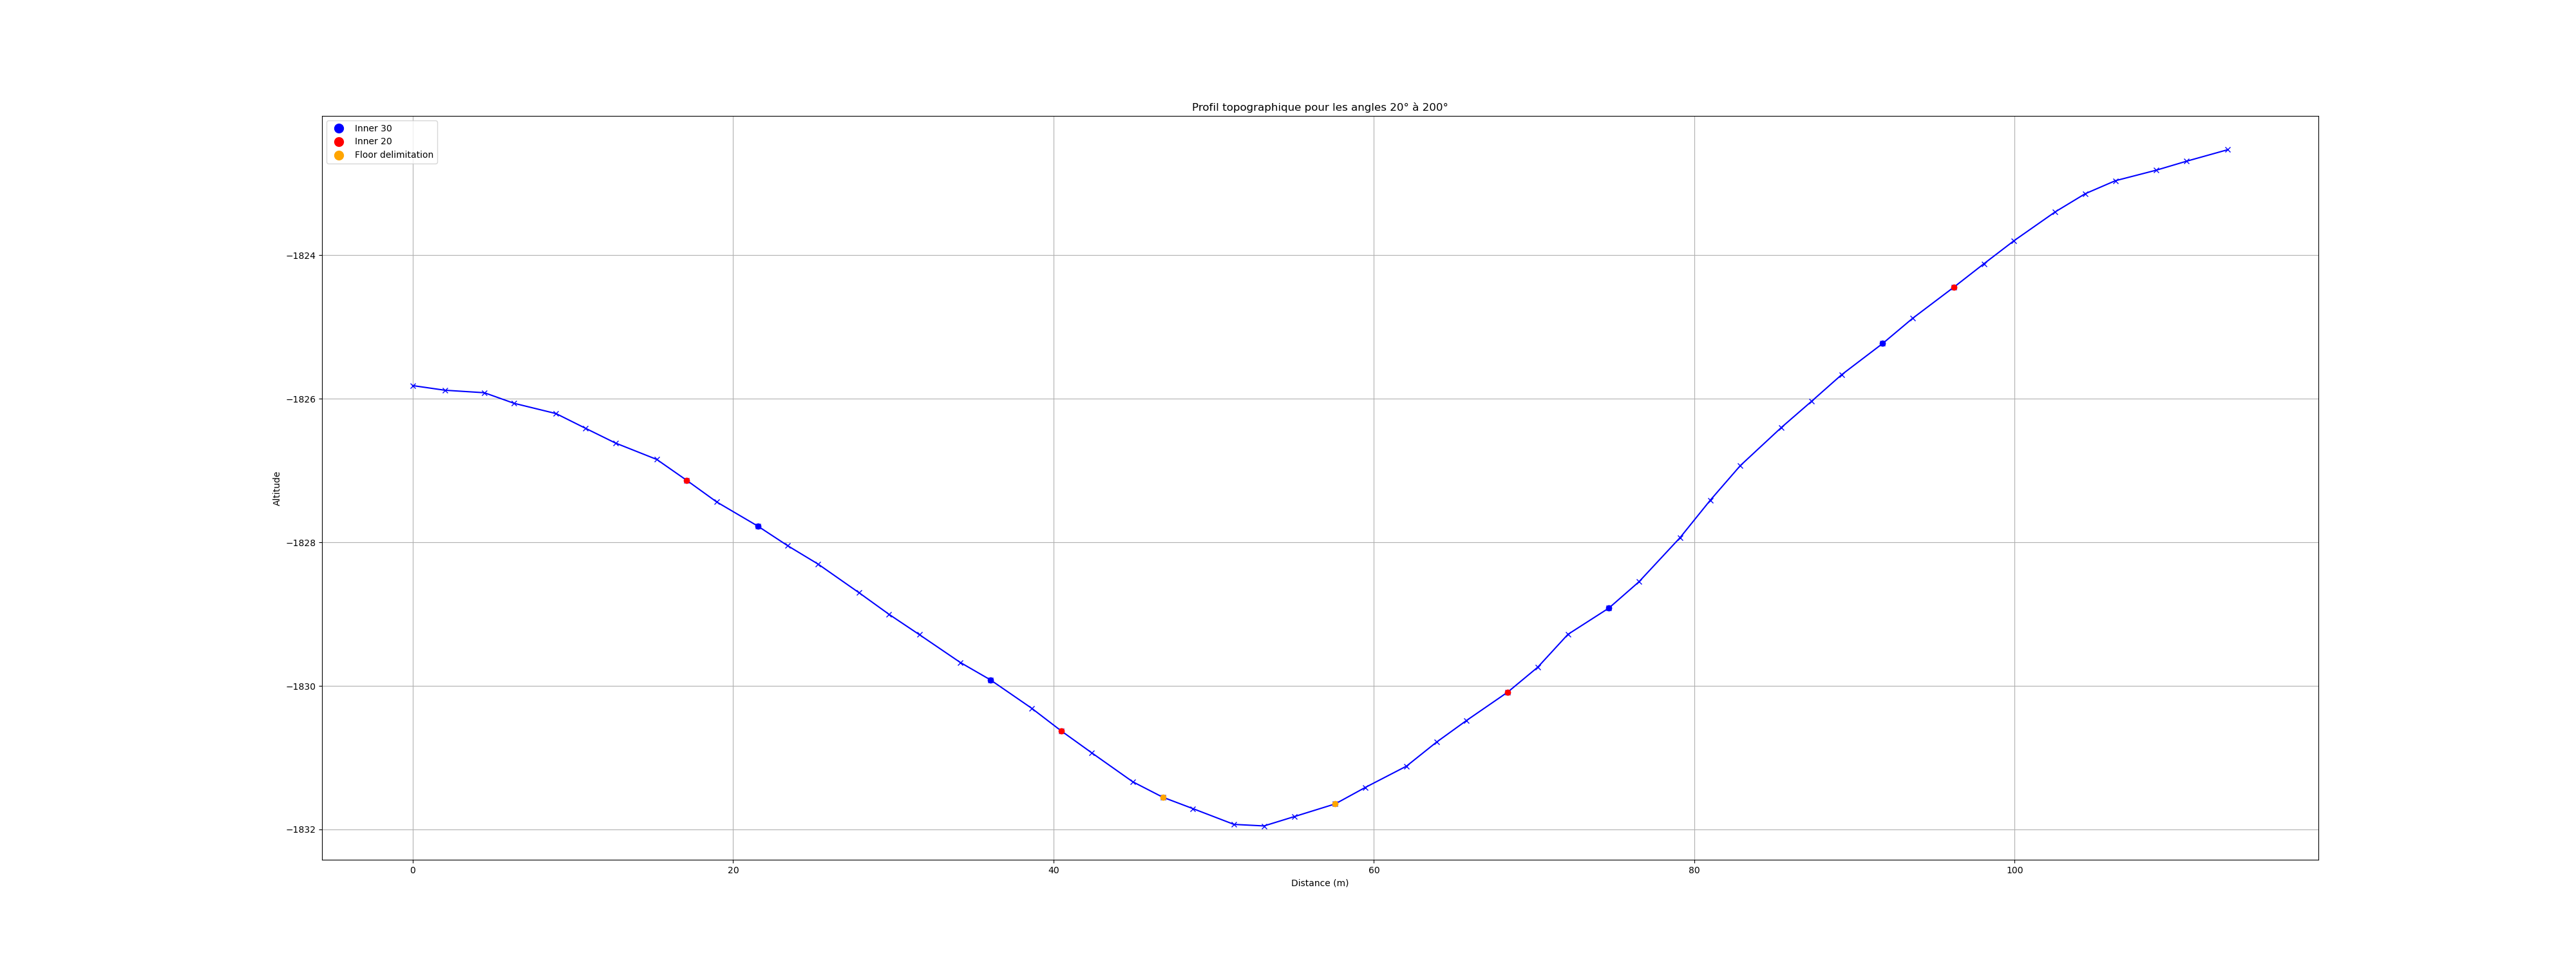 Profil topographique pour les angles 20° à 200°
Inner 30
Inner 20
Floor delimitation
−1824
−1826
−1828
−1830
−1832
Altitude
0 20 40 60 80 100
Distance (m)